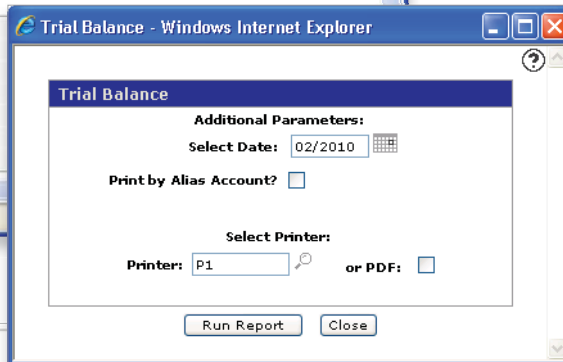 Trial Balance - Windows Internet Explorer
?
Trial Balance
Additional Parameters:
Select Date: 02/2010
Print by Alias Account?
Select Printer:
Printer: P1 or PDF:
Run Report Close